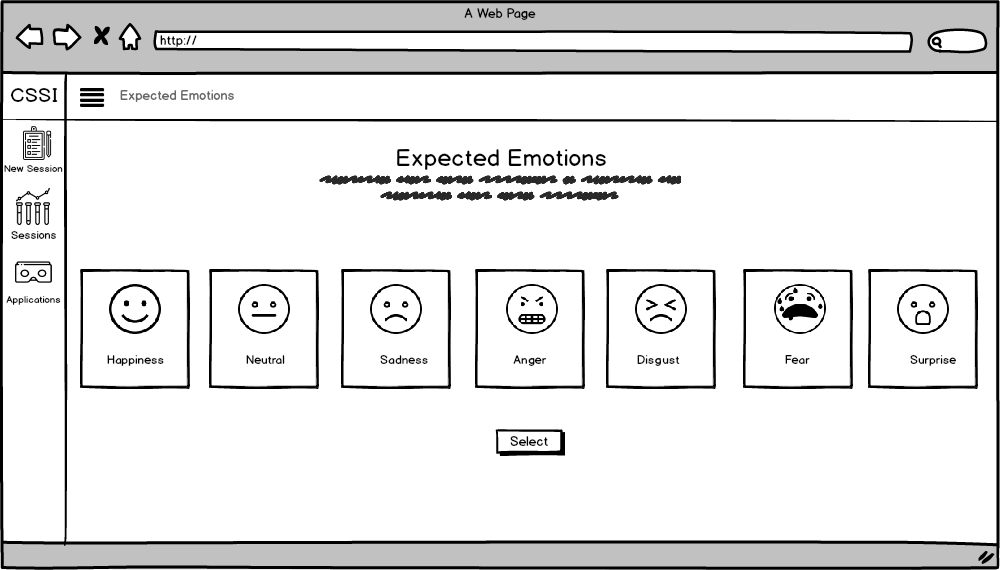 A Web Page
http://
CSSI
Expected Emotions
New Session
Sessions
Applications
Expected Emotions
Happiness
Neutral
Sadness
Anger
Disgust
Fear
Surprise
Select